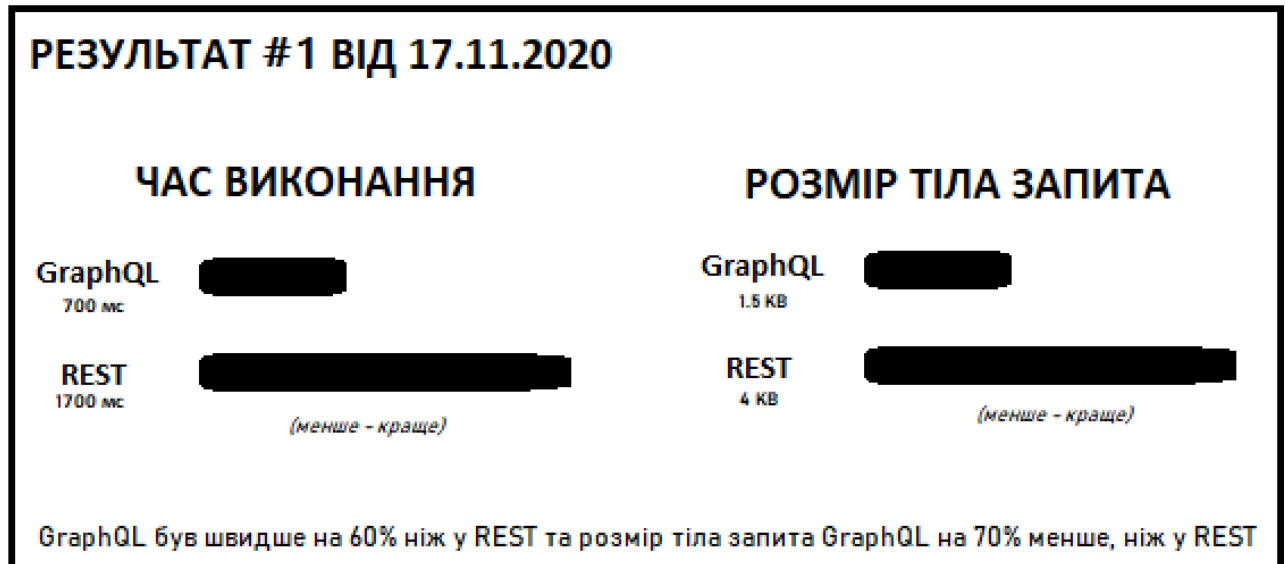 РЕЗУЛЬТАТ #1 ВІД 17.11.2020
ЧАС ВИКОНАННЯ
GraphQL
700 мс
REST
1700 мс
(менше - краще)
РОЗМІР ТІЛА ЗАПИТА
GraphQL
1.5 KB
REST
4 KB
(менше - краще)
GraphQL був швидше на 60% ніж у REST та розмір тіла запита GraphQL на 70% менше, ніж у REST